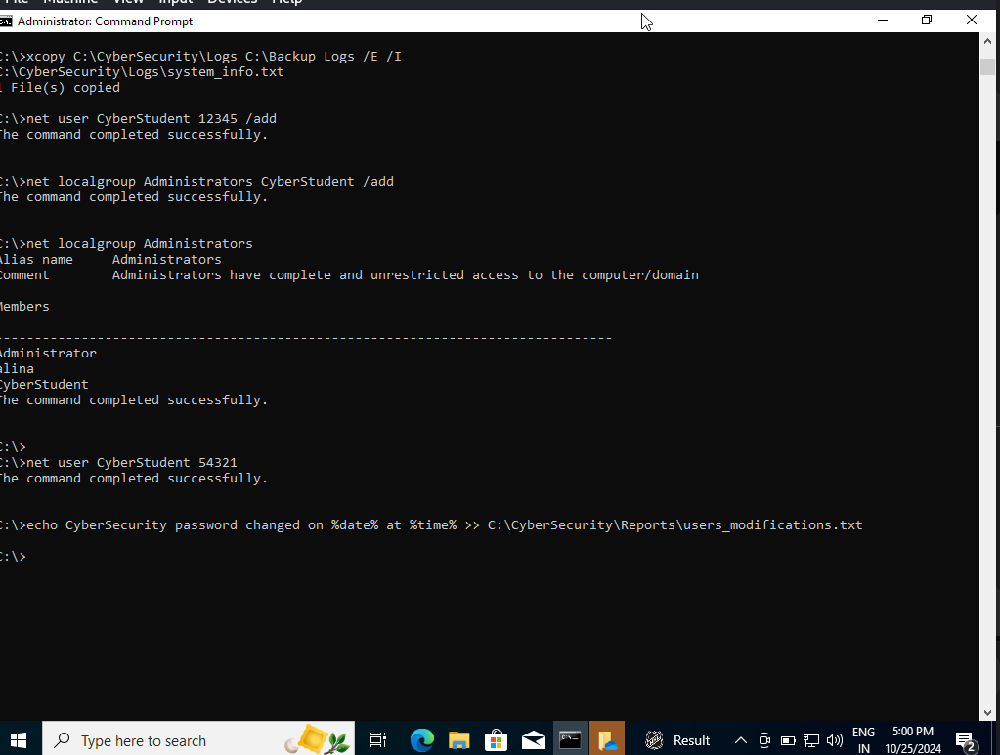 File Machine View Input Devices Help
Administrator: Command Prompt
C:\>xcopy C:\CyberSecurity\Logs C:\Backup_Logs /E /I
C:\CyberSecurity\Logs\system_info.txt
1 File(s) copied
C:\>net user CyberStudent 12345 /add
The command completed successfully.
C:\>net localgroup Administrators CyberStudent /add
The command completed successfully.
C:\>net localgroup Administrators
Alias name     Administrators
Comment        Administrators have complete and unrestricted access to the computer/domain
Members
-------------------------------------------------------------------------------
Administrator
alina
CyberStudent
The command completed successfully.
C:\>
C:\>net user CyberStudent 54321
The command completed successfully.
C:\>echo CyberSecurity password changed on %date% at %time% >> C:\CyberSecurity\Reports\users_modifications.txt
C:\>
Type here to search
Result
ENG
IN
5:00 PM
10/25/2024
2